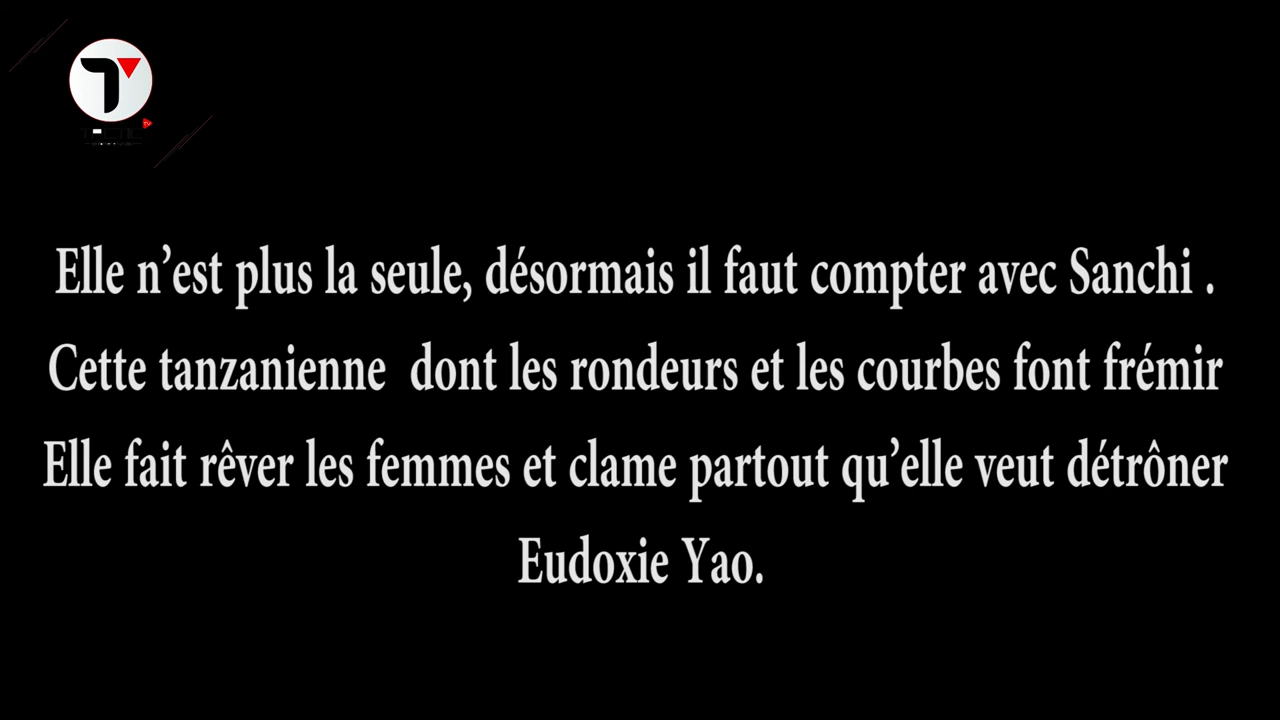 TV
Elle n’est plus la seule, désormais il faut compter avec Sanchi .
Cette tanzanienne dont les rondeurs et les courbes font frémir
Elle fait rêver les femmes et clame partout qu’elle veut détrôner
Eudoxie Yao.